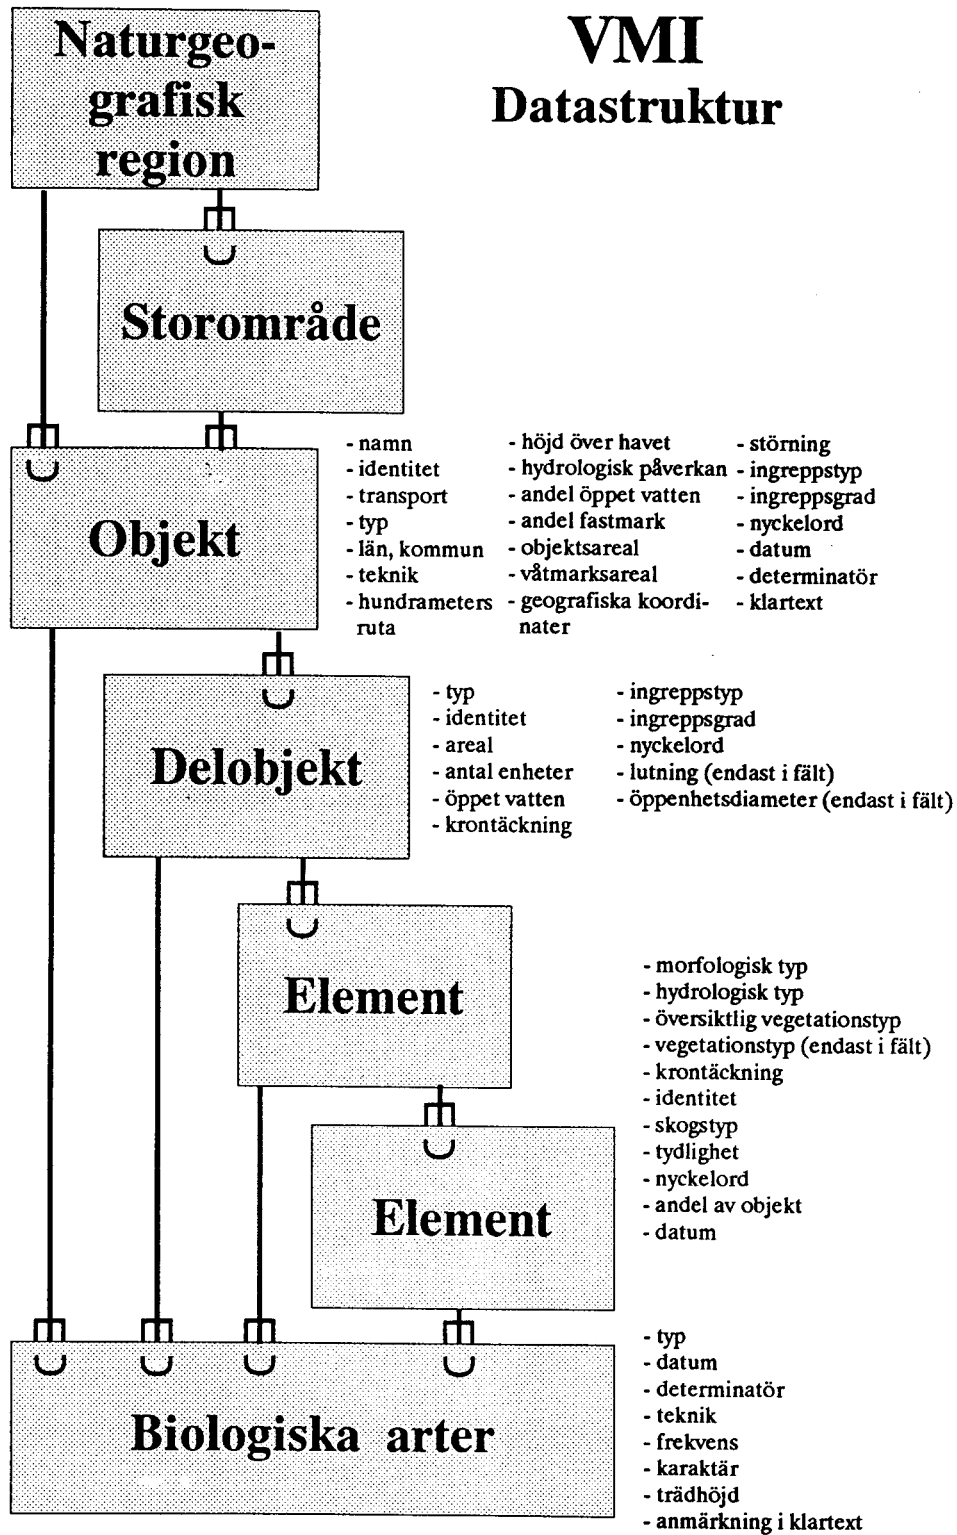 VMI
Datastruktur
Naturgeo-
grafisk
region
Storområde
Objekt
- namn
- identitet
- transport
- typ
- län, kommun
- teknik
- hundrameters
ruta
- höjd över havet
- hydrologisk påverkan
- andel öppet vatten
- andel fastmark
- objektsareal
- våtmarksareal
- geografiska koordi-
nater
- störning
- ingreppstyp
- ingreppsgrad
- nyckelord
- datum
- determinatör
- klartext
Delobjekt
- typ
- identitet
- areal
- antal enheter
- öppet vatten
- krontäckning
- ingreppstyp
- ingreppsgrad
- nyckelord
- lutning (endast i fält)
- öppenhetsdiameter (endast i fält)
Element
- morfologisk typ
- hydrologisk typ
- översiktlig vegetationstyp
- vegetationstyp (endast i fält)
- krontäckning
- identitet
- skogstyp
- tydlighet
- nyckelord
- andel av objekt
- datum
Element
Biologiska arter
- typ
- datum
- determinatör
- teknik
- frekvens
- karaktär
- trädhöjd
- anmärkning i klartext